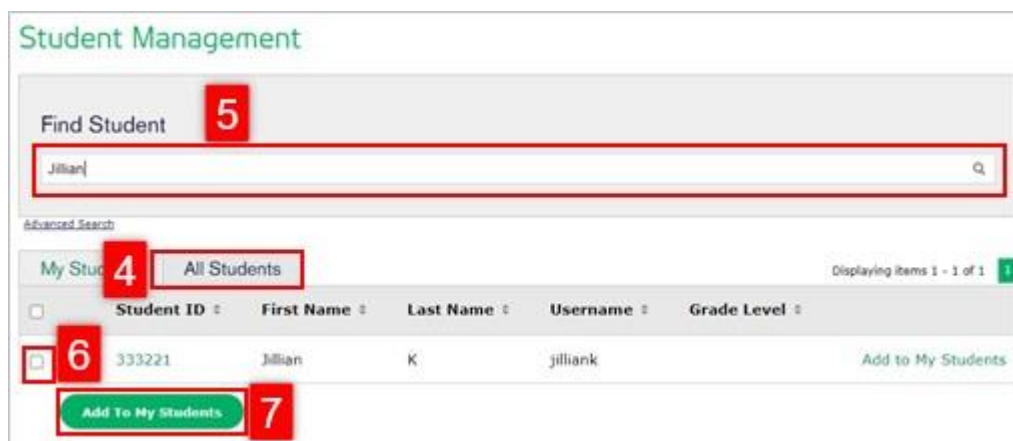 Student Management
5
Find Student
Jillian
Advanced Search
My Stud 4 All Students Displaying items 1 - 1 of 1 1
Student ID First Name Last Name Username Grade Level
6 333221 Jillian K jilliank Add to My Students
Add To My Students 7